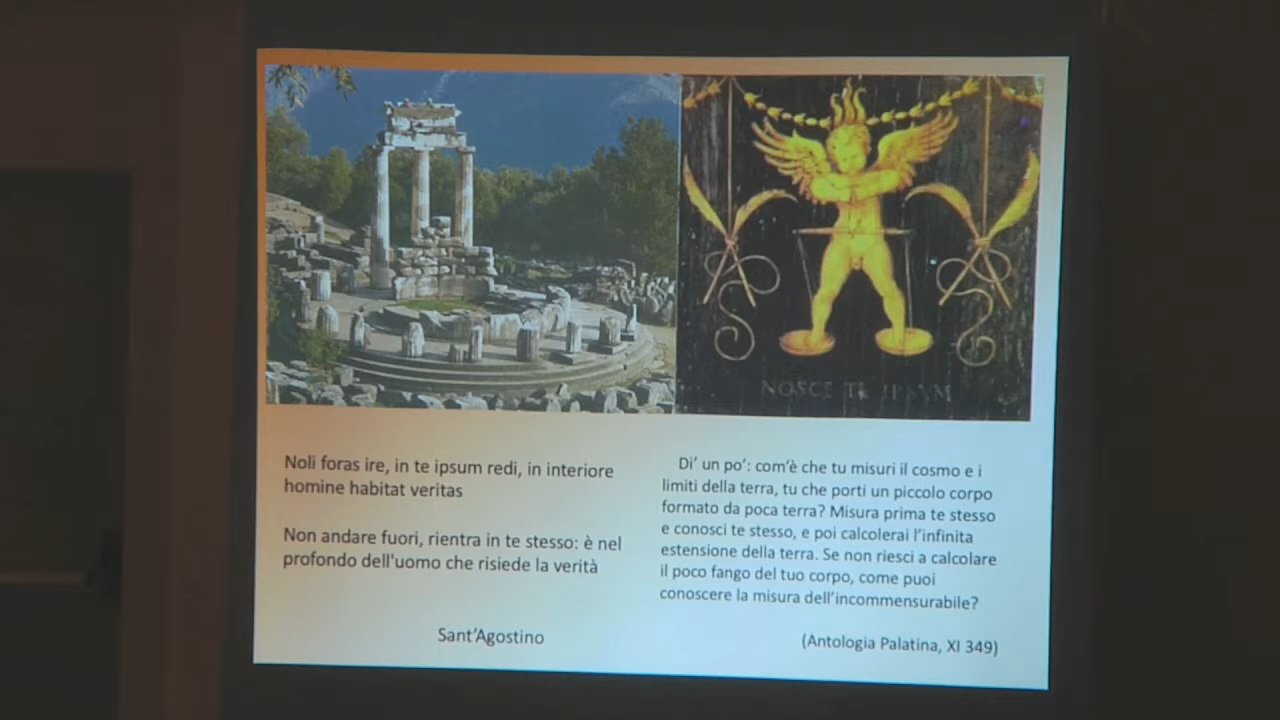 NOSCE TE IPSVM
Noli foras ire, in te ipsum redi, in interiore
homine habitat veritas
Non andare fuori, rientra in te stesso: è nel
profondo dell'uomo che risiede la verità
Sant'Agostino
Di' un po': com'è che tu misuri il cosmo e i
limiti della terra, tu che porti un piccolo corpo
formato da poca terra? Misura prima te stesso
e conosci te stesso, e poi calcolerai l'infinita
estensione della terra. Se non riesci a calcolare
il poco fango del tuo corpo, come puoi
conoscere la misura dell'incommensurabile?
(Antologia Palatina, XI 349)